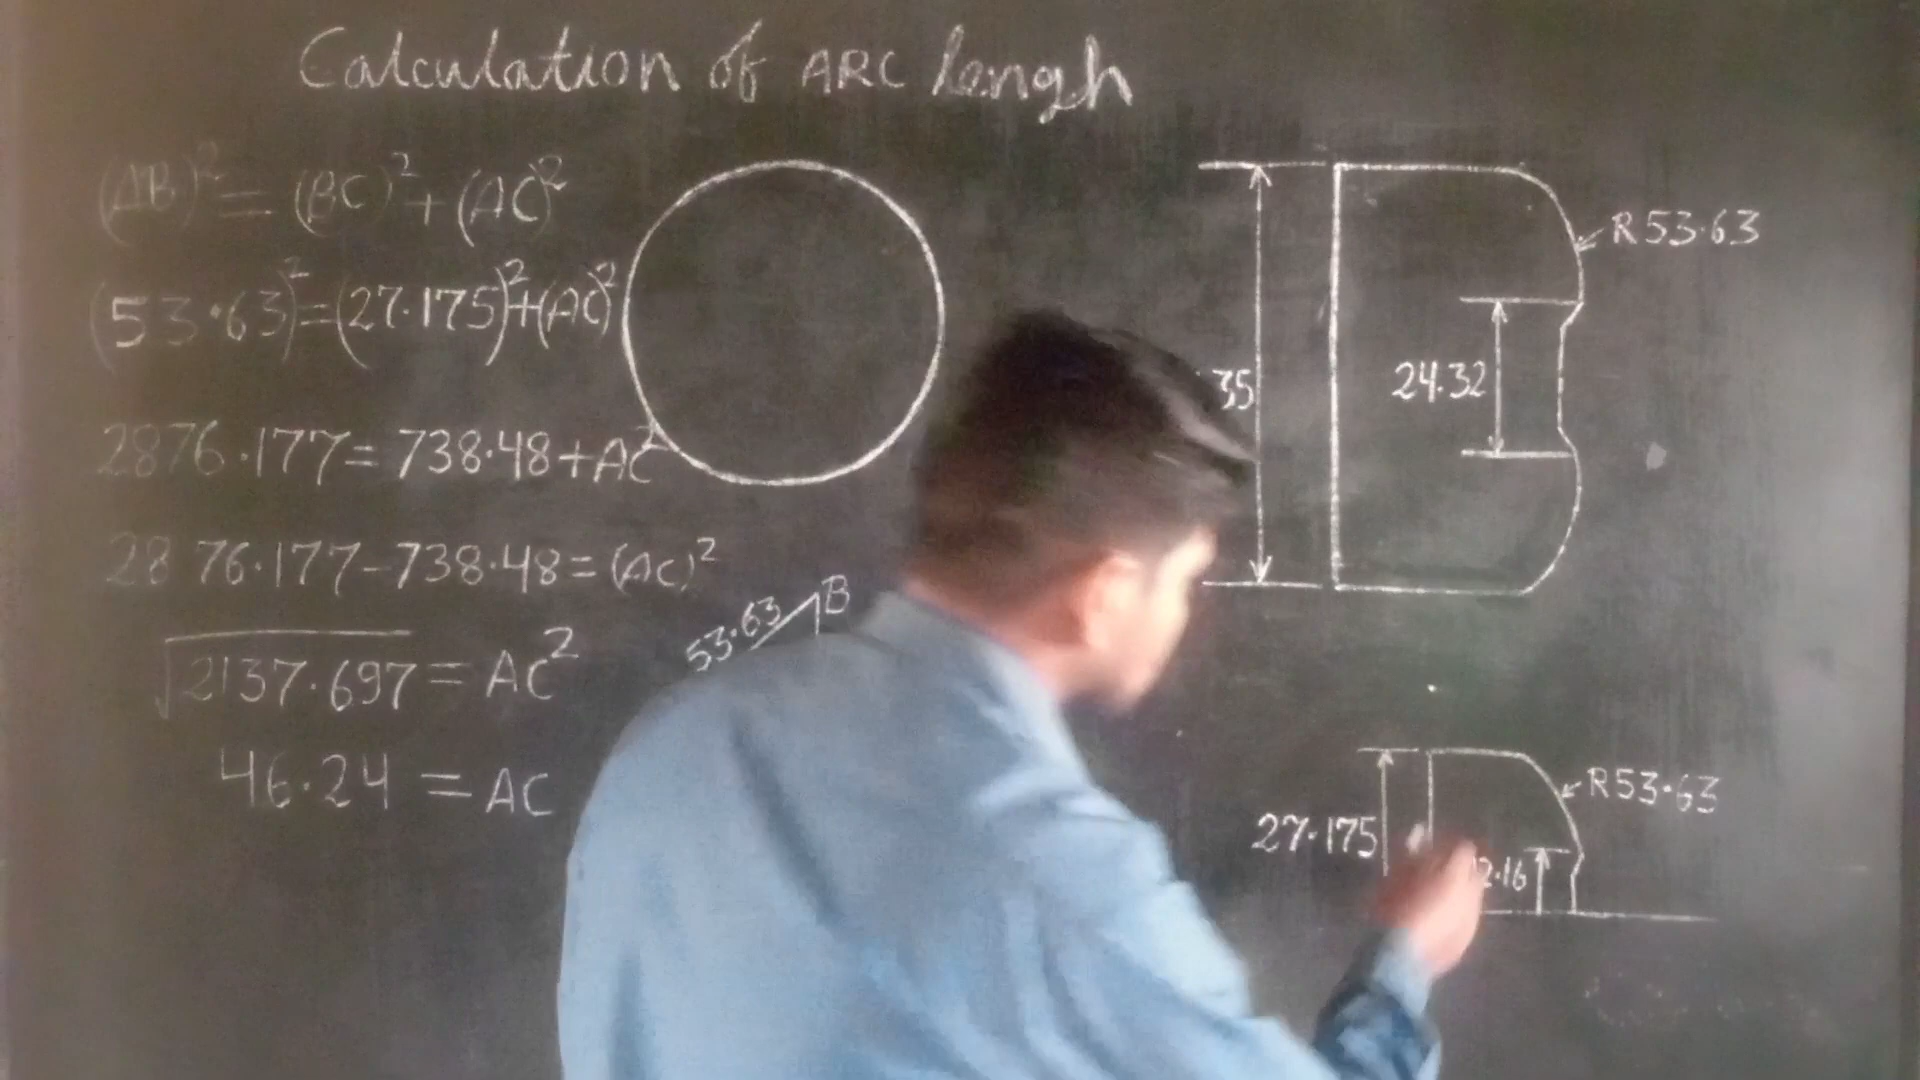 Calculation of ARC Lengh
(AB)² = (BC)² + (AC)²
(53.63)² = (27.175)² + (AC)²
2876.177 = 738.48 + AC²
2876.177 - 738.48 = (AC)²
√2137.697 = AC²
46.24 = AC
53.63
B
35
24.32
R53.63
27.175
2.16
R53.63